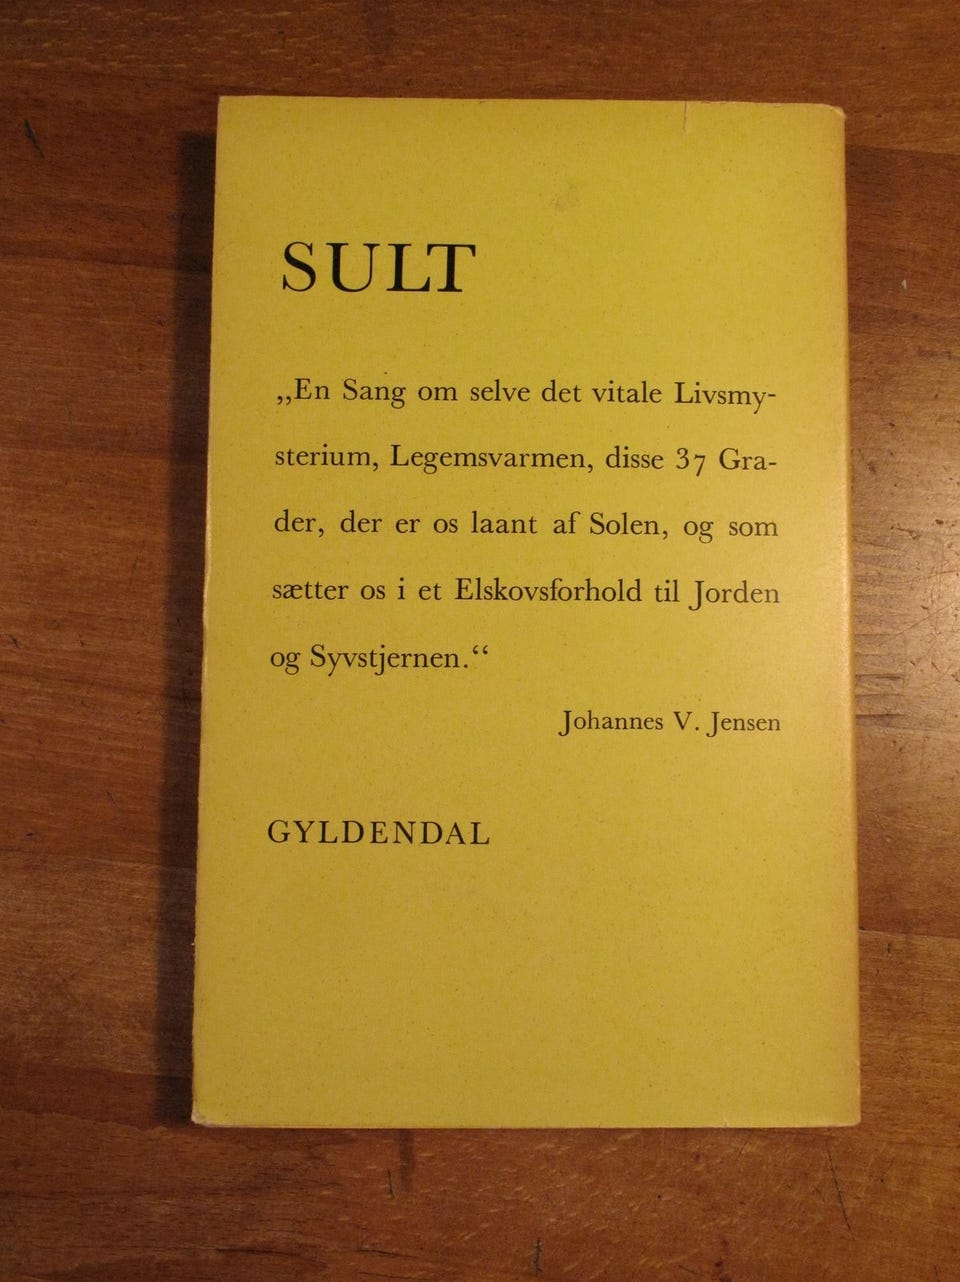 SULT
„En Sang om selve det vitale Livsmy-
sterium, Legemsvarmen, disse 37 Gra-
der, der er os laant af Solen, og som
sætter os i et Elskovsforhold til Jorden
og Syvstjernen.“
Johannes V. Jensen
GYLDENDAL